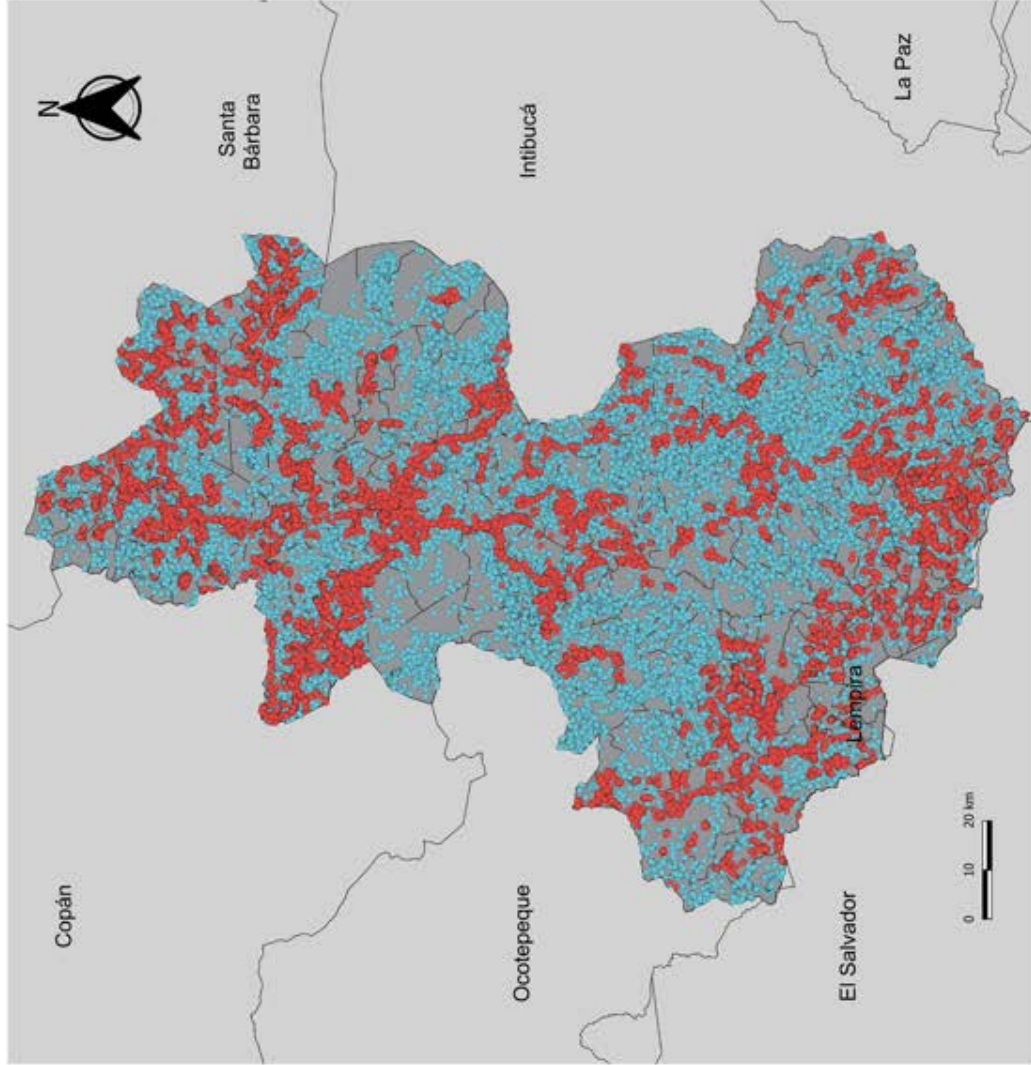 N
Copán
Santa
Bárbara
Intibucá
La Paz
Ocotepeque
Lempira
El Salvador
0 10 20 km